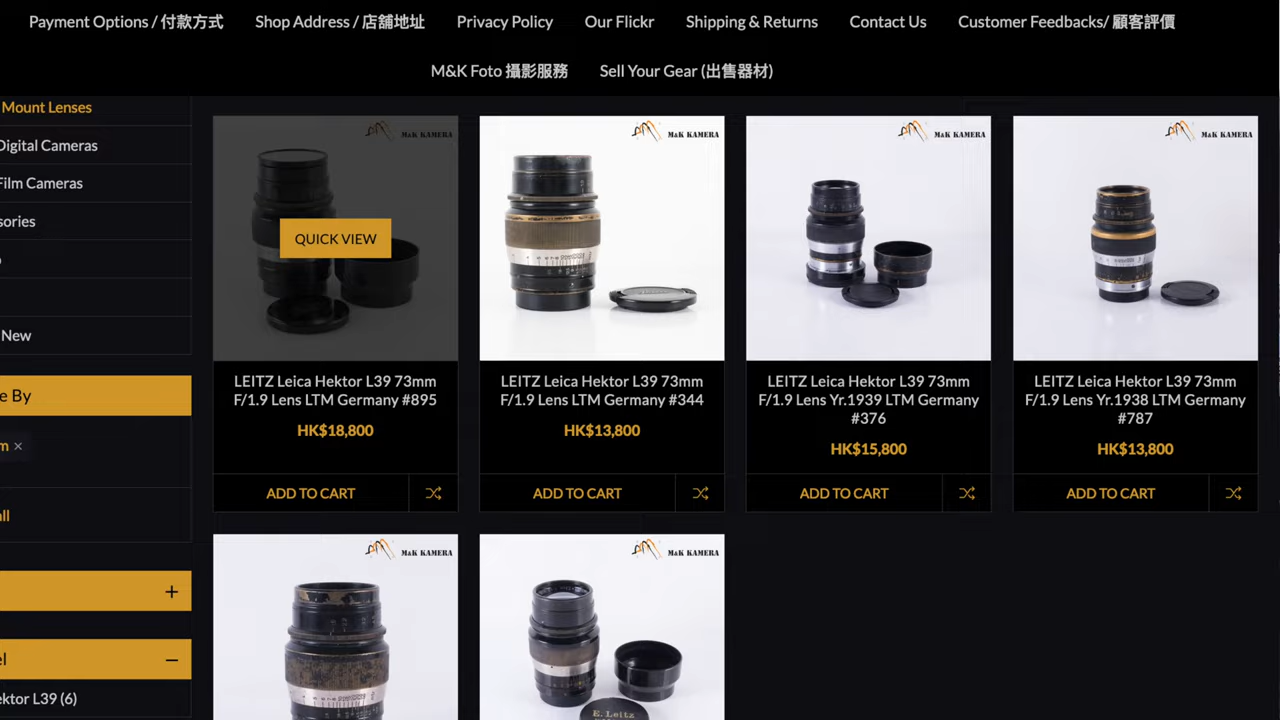 Payment Options / 付款方式
Shop Address / 店舖地址
Privacy Policy
Our Flickr
Shipping & Returns
Contact Us
Customer Feedbacks/ 顧客評價
M&K Foto 攝影服務
Sell Your Gear (出售器材)
Mount Lenses
Digital Cameras
Film Cameras
sories
New
e By
m ×
all
+
el
−
ektor L39 (6)
M&K KAMERA
QUICK VIEW
LEITZ Leica Hektor L39 73mm
F/1.9 Lens LTM Germany #895
HK$18,800
ADD TO CART
M&K KAMERA
LEITZ Leica Hektor L39 73mm
F/1.9 Lens LTM Germany #344
HK$13,800
ADD TO CART
M&K KAMERA
LEITZ Leica Hektor L39 73mm
F/1.9 Lens Yr.1939 LTM Germany
#376
HK$15,800
ADD TO CART
M&K KAMERA
LEITZ Leica Hektor L39 73mm
F/1.9 Lens Yr.1938 LTM Germany
#787
HK$13,800
ADD TO CART
M&K KAMERA
M&K KAMERA
E. Leitz